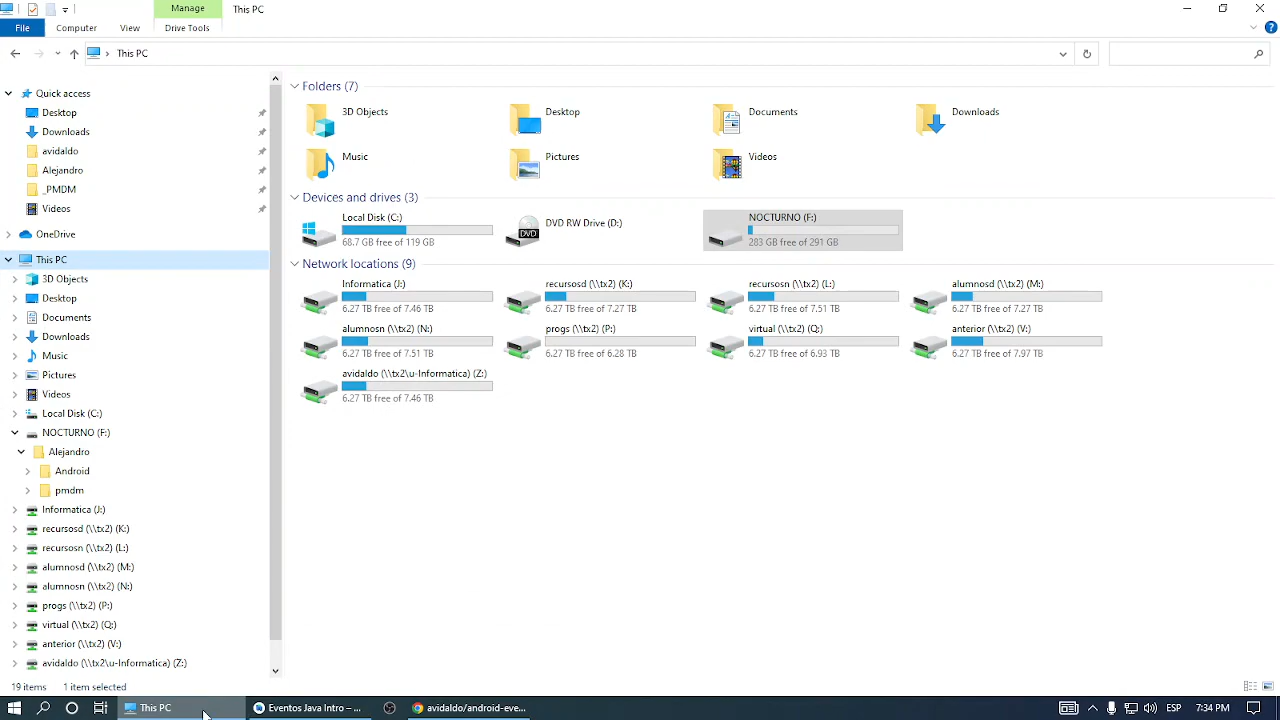 Manage
This PC
File
Computer
View
Drive Tools
This PC
Quick access
Desktop
Downloads
avidaldo
Alejandro
_PMDM
Videos
OneDrive
This PC
3D Objects
Desktop
Documents
Downloads
Music
Pictures
Videos
Local Disk (C:)
NOCTURNO (F:)
Alejandro
Android
pmdm
Informatica (J:)
recursosd (\\tx2) (K:)
recursosn (\\tx2) (L:)
alumnosd (\\tx2) (M:)
alumnosn (\\tx2) (N:)
progs (\\tx2) (P:)
virtual (\\tx2) (Q:)
anterior (\\tx2) (V:)
avidaldo (\\tx2\u-Informatica) (Z:)
Folders (7)
3D Objects
Desktop
Documents
Downloads
Music
Pictures
Videos
Devices and drives (3)
Local Disk (C:)
68.7 GB free of 119 GB
DVD
DVD RW Drive (D:)
NOCTURNO (F:)
283 GB free of 291 GB
Network locations (9)
Informatica (J:)
6.27 TB free of 7.46 TB
recursosd (\\tx2) (K:)
6.27 TB free of 7.27 TB
recursosn (\\tx2) (L:)
6.27 TB free of 7.51 TB
alumnosd (\\tx2) (M:)
6.27 TB free of 7.27 TB
alumnosn (\\tx2) (N:)
6.27 TB free of 7.51 TB
progs (\\tx2) (P:)
6.27 TB free of 6.28 TB
virtual (\\tx2) (Q:)
6.27 TB free of 6.93 TB
anterior (\\tx2) (V:)
6.27 TB free of 7.97 TB
avidaldo (\\tx2\u-Informatica) (Z:)
6.27 TB free of 7.46 TB
19 items
1 item selected
This PC
Eventos Java Intro – ...
avidaldo/android-eve...
ESP
7:34 PM